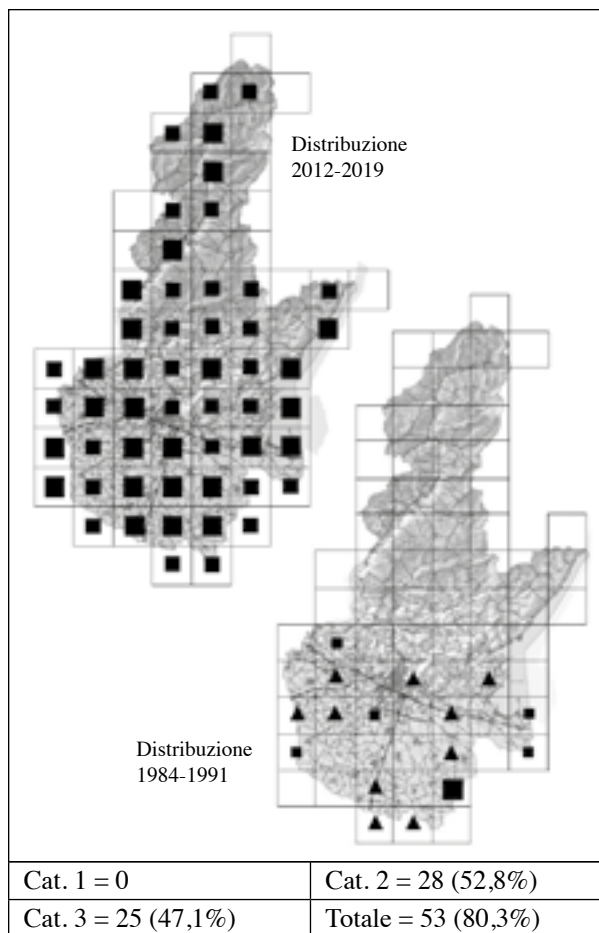 Distribuzione
2012-2019
Distribuzione
1984-1991
Cat. 1 = 0
Cat. 2 = 28 (52,8%)
Cat. 3 = 25 (47,1%)
Totale = 53 (80,3%)